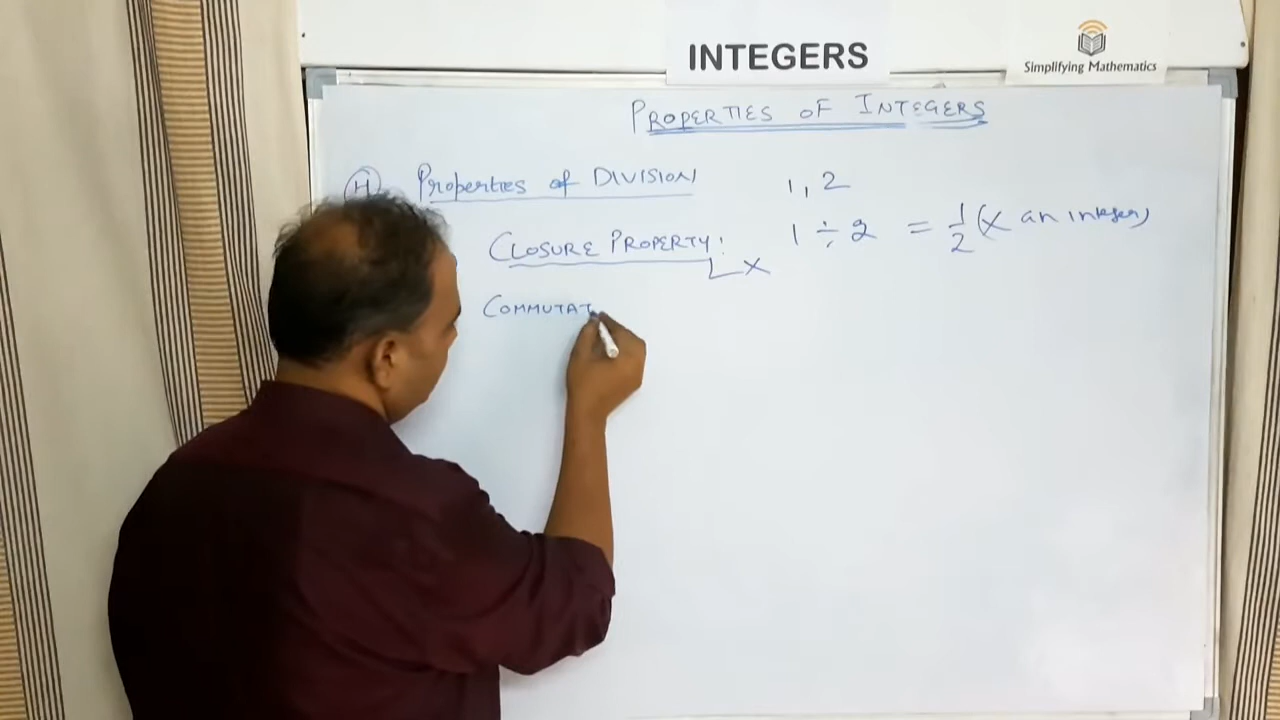 INTEGERS
Simplifying Mathematics
PROPERTIES OF INTEGERS
H Properties of DIVISION
1, 2
CLOSURE PROPERTY: 1 ÷ 2 = 1/2 (X an integer)
X
COMMUTAT